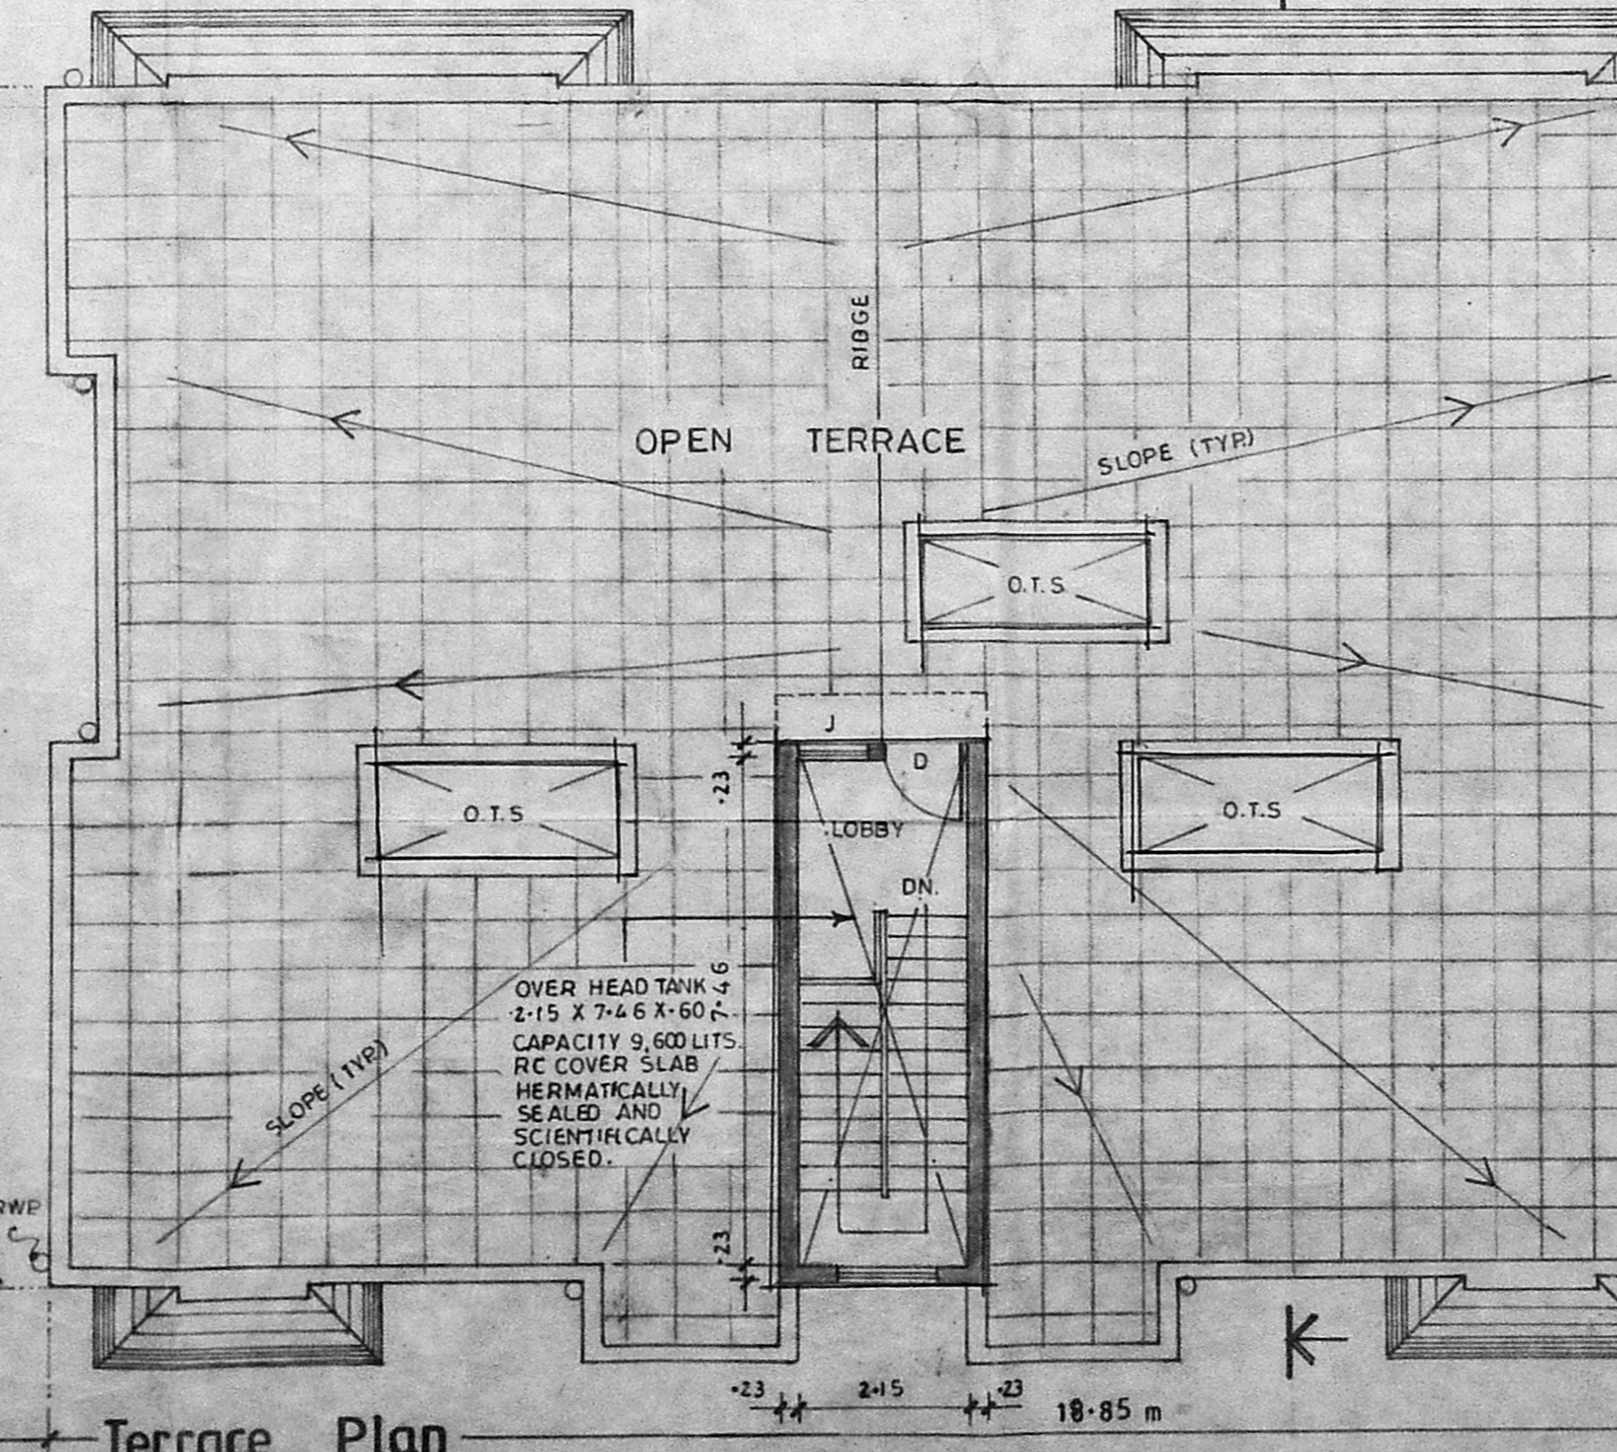 RIDGE
OPEN TERRACE
SLOPE (TYP.)
O.T.S.
J
D
O.T.S
O.T.S
·23
LOBBY
DN.
7·46
OVER HEAD TANK
2·15 X 7·46 X·60
CAPACITY 9,600 LITS.
RC COVER SLAB
HERMATICALLY
SEALED AND
SCIENTIFICALLY
CLOSED.
SLOPE (TYP.)
RWP
·23
·23
2·15
·23
18·85 m
Terrace Plan